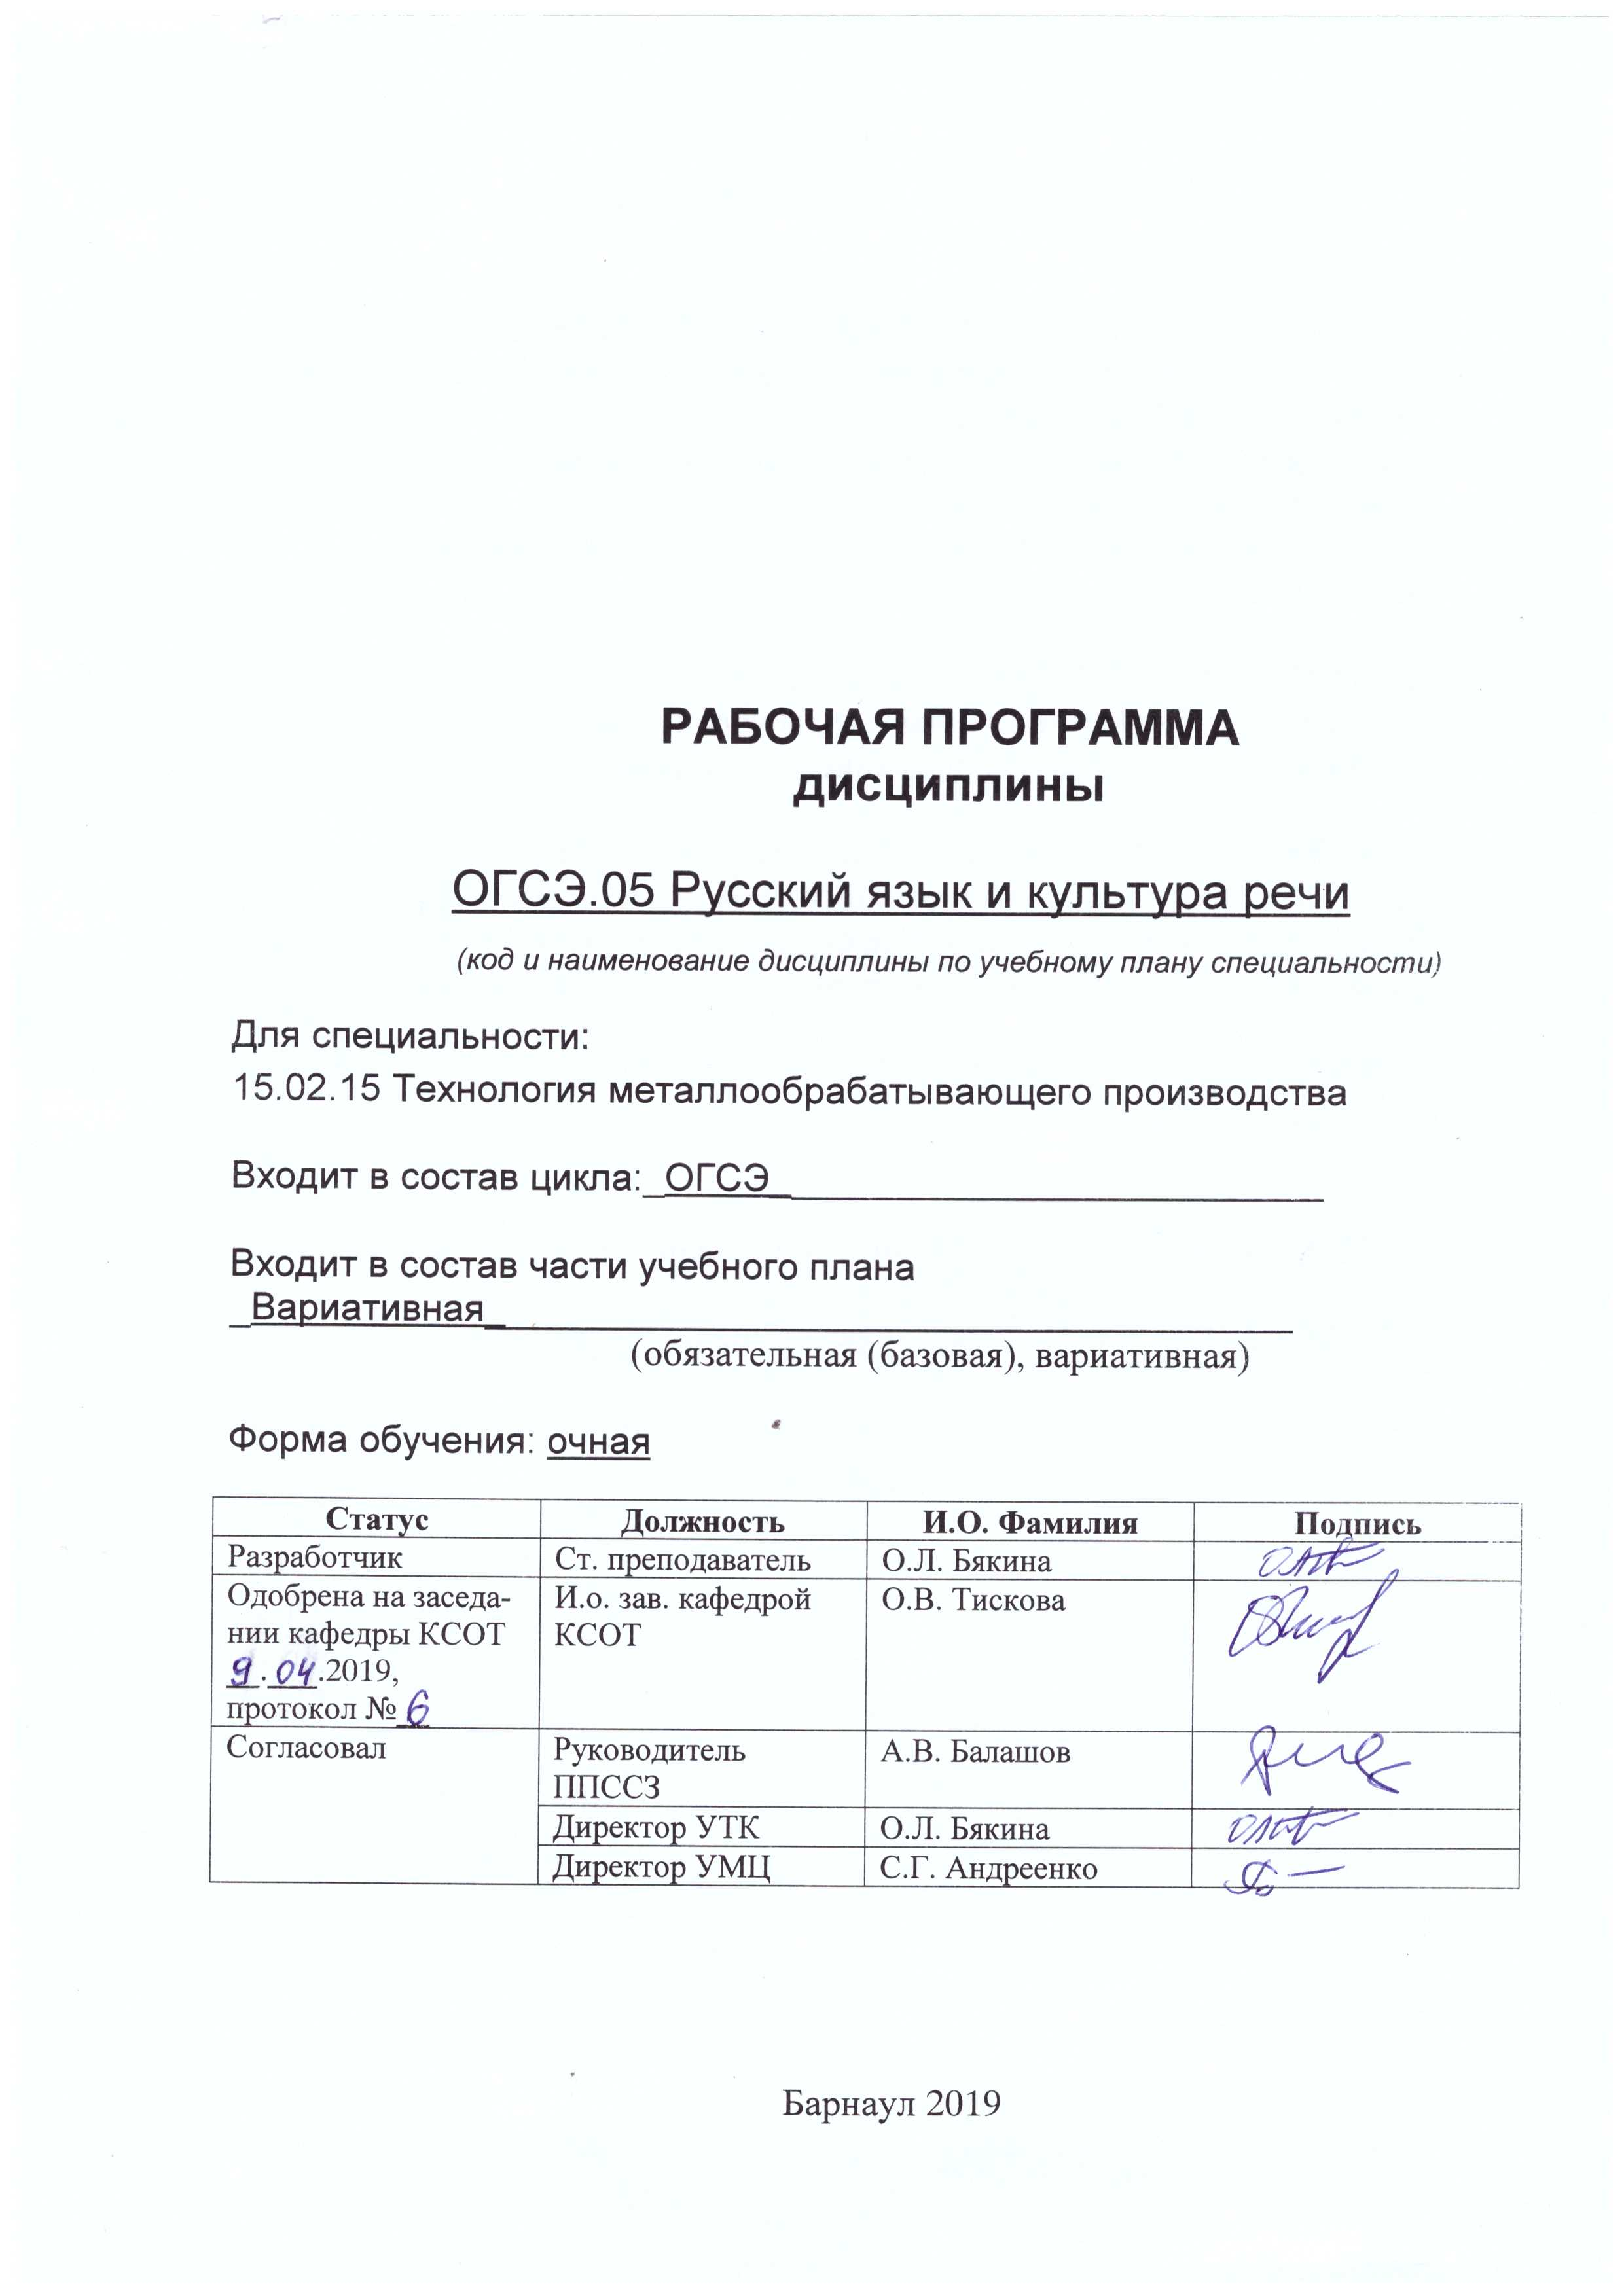 РАБОЧАЯ ПРОГРАММА
дисциплины
ОГСЭ.05 Русский язык и культура речи
(код и наименование дисциплины по учебному плану специальности)
Для специальности:
15.02.15 Технология металлообрабатывающего производства
Входит в состав цикла: ОГСЭ
Входит в состав части учебного плана
Вариативная
(обязательная (базовая), вариативная)
Форма обучения: очная
Статус Должность И.О. Фамилия Подпись
Разработчик Ст. преподаватель О.Л. Бякина
Одобрена на заседа- И.о. зав. кафедрой О.В. Тискова
нии кафедры КСОТ КСОТ
9.04.2019,
протокол № 6
Согласовал Руководитель А.В. Балашов
ППССЗ
Директор УТК О.Л. Бякина
Директор УМЦ С.Г. Андреенко
Барнаул 2019